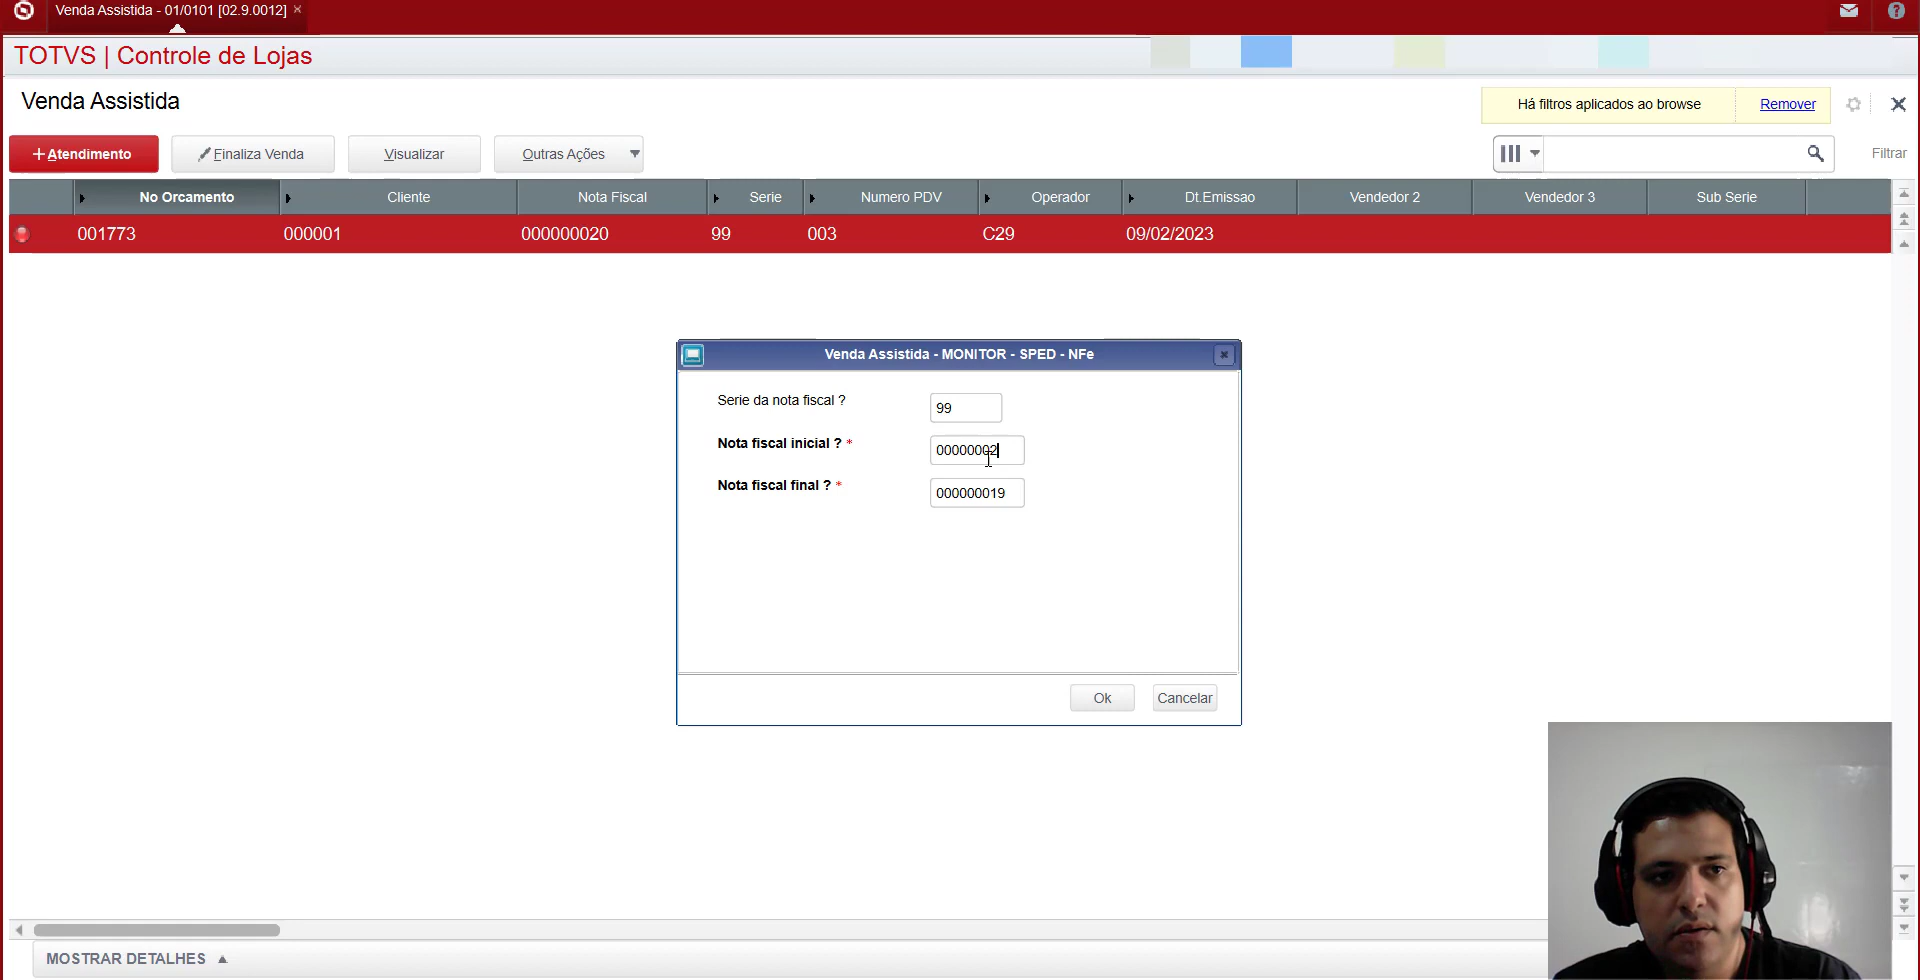 Venda Assistida - 01/0101 [02.9.0012] ×
TOTVS | Controle de Lojas
Venda Assistida
Há filtros aplicados ao browse Remover
+Atendimento Finaliza Venda Visualizar Outras Ações Filtrar
No Orcamento Cliente Nota Fiscal Serie Numero PDV Operador Dt.Emissao Vendedor 2 Vendedor 3 Sub Serie
001773 000001 000000020 99 003 C29 09/02/2023
Venda Assistida - MONITOR - SPED - NFe
Serie da nota fiscal ? 99
Nota fiscal inicial ? * 00000002
Nota fiscal final ? * 000000019
Ok Cancelar
MOSTRAR DETALHES